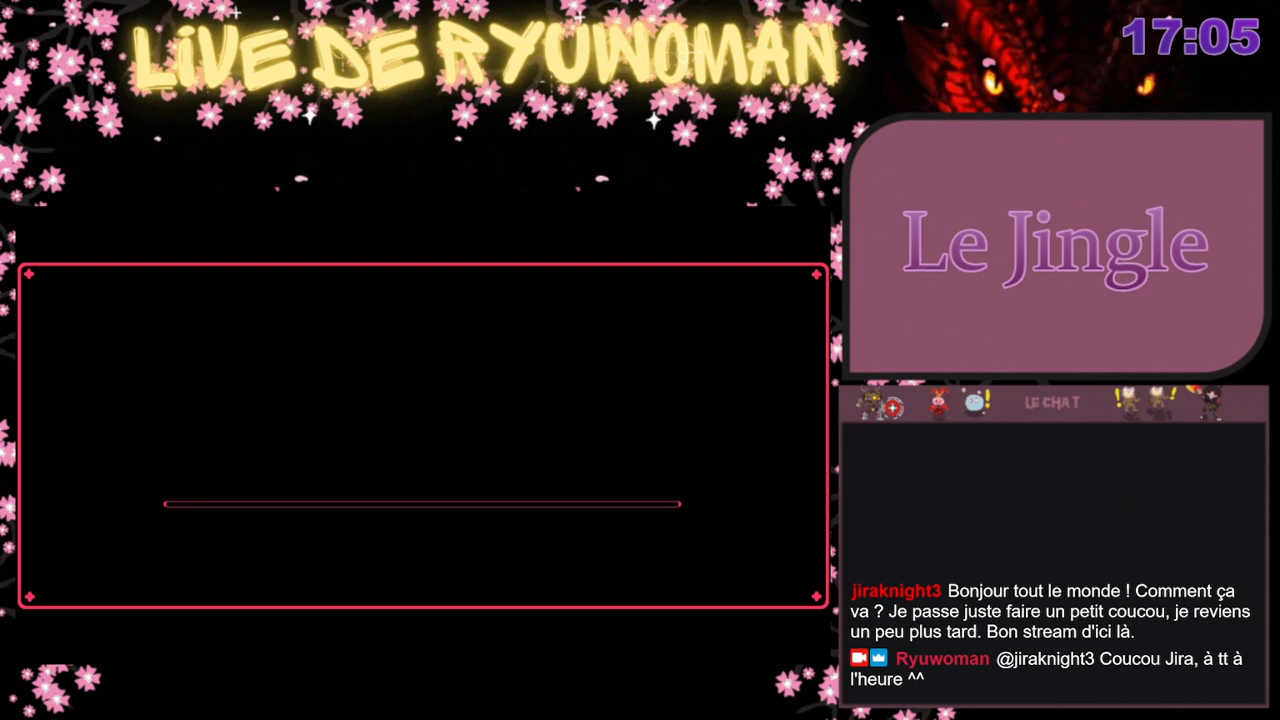 LIVE DE RYUWOMAN
17:05
Le Jingle
LE CHAT
jiraknight3 Bonjour tout le monde ! Comment ça
va ? Je passe juste faire un petit coucou, je reviens
un peu plus tard. Bon stream d'ici là.
Ryuwoman @jiraknight3 Coucou Jira, à tt à
l'heure ^^